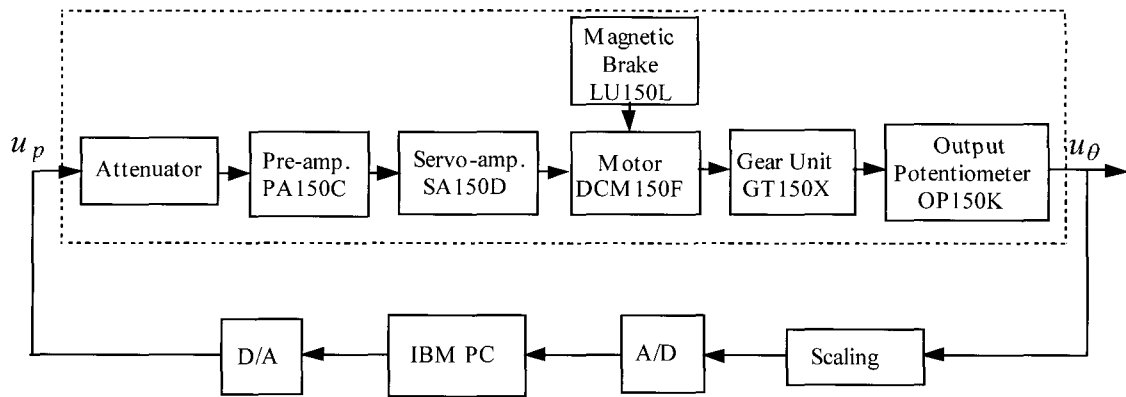 Magnetic
Brake
LU150L
u_p
Attenuator
Pre-amp.
PA150C
Servo-amp.
SA150D
Motor
DCM150F
Gear Unit
GT150X
Output
Potentiometer
OP150K
u_θ
D/A
IBM PC
A/D
Scaling